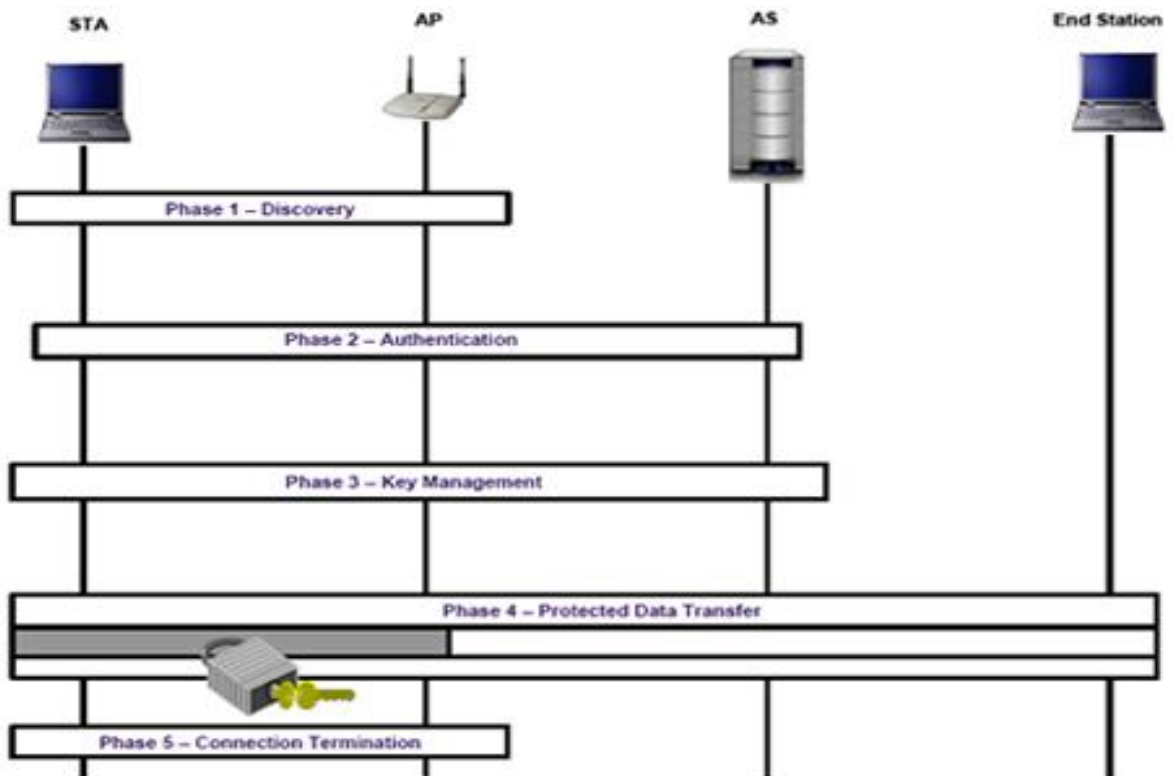 STA
AP
AS
End Station
Phase 1 – Discovery
Phase 2 – Authentication
Phase 3 – Key Management
Phase 4 – Protected Data Transfer
Phase 5 – Connection Termination